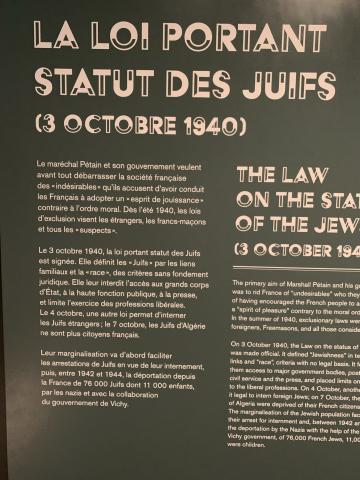 LA LOI PORTANT
STATUT DES JUIFS
(3 OCTOBRE 1940)
Le maréchal Pétain et son gouvernement veulent
avant tout débarrasser la société française
des «indésirables» qu'ils accusent d'avoir conduit
les Français à adopter un «esprit de jouissance»
contraire à l'ordre moral. Dès l'été 1940, les lois
d'exclusion visent les étrangers, les francs-maçons
et tous les «suspects».
Le 3 octobre 1940, la loi portant statut des Juifs
est signée. Elle définit les «Juifs» par les liens
familiaux et la «race», des critères sans fondement
juridique. Elle leur interdit l'accès aux grands corps
d'État, à la haute fonction publique, à la presse,
et limite l'exercice des professions libérales.
Le 4 octobre, une autre loi permet d'interner
les Juifs étrangers; le 7 octobre, les Juifs d'Algérie
ne sont plus citoyens français.
Leur marginalisation va d'abord faciliter
les arrestations de Juifs en vue de leur internement,
puis, entre 1942 et 1944, la déportation depuis
la France de 76 000 Juifs dont 11 000 enfants,
par les nazis et avec la collaboration
du gouvernement de Vichy.
THE LAW
ON THE STAT
OF THE JEW
(3 OCTOBER 194
The primary aim of Marshall Pétain and his go
was to rid France of "undesirables" who they
of having encouraged the French people to a
a "spirit of pleasure" contrary to the moral ord
In the summer of 1940, exclusionary laws were
foreigners, Freemasons, and all those consid
On 3 October 1940, the Law on the status of
was made official. It defined "Jewishness" in te
links and "race", criteria with no legal basis. It f
them access to major government bodies, post
civil service and the press, and placed limits on
to the liberal professions. On 4 October, anothe
it legal to intern foreign Jews; on 7 October, the
of Algeria were deprived of their French citizens
The marginalisation of the Jewish population fac
their arrest for internment and, between 1942 an
the deportation by the Nazis with the help of the
Vichy government, of 76,000 French Jews, 11,00
were children.